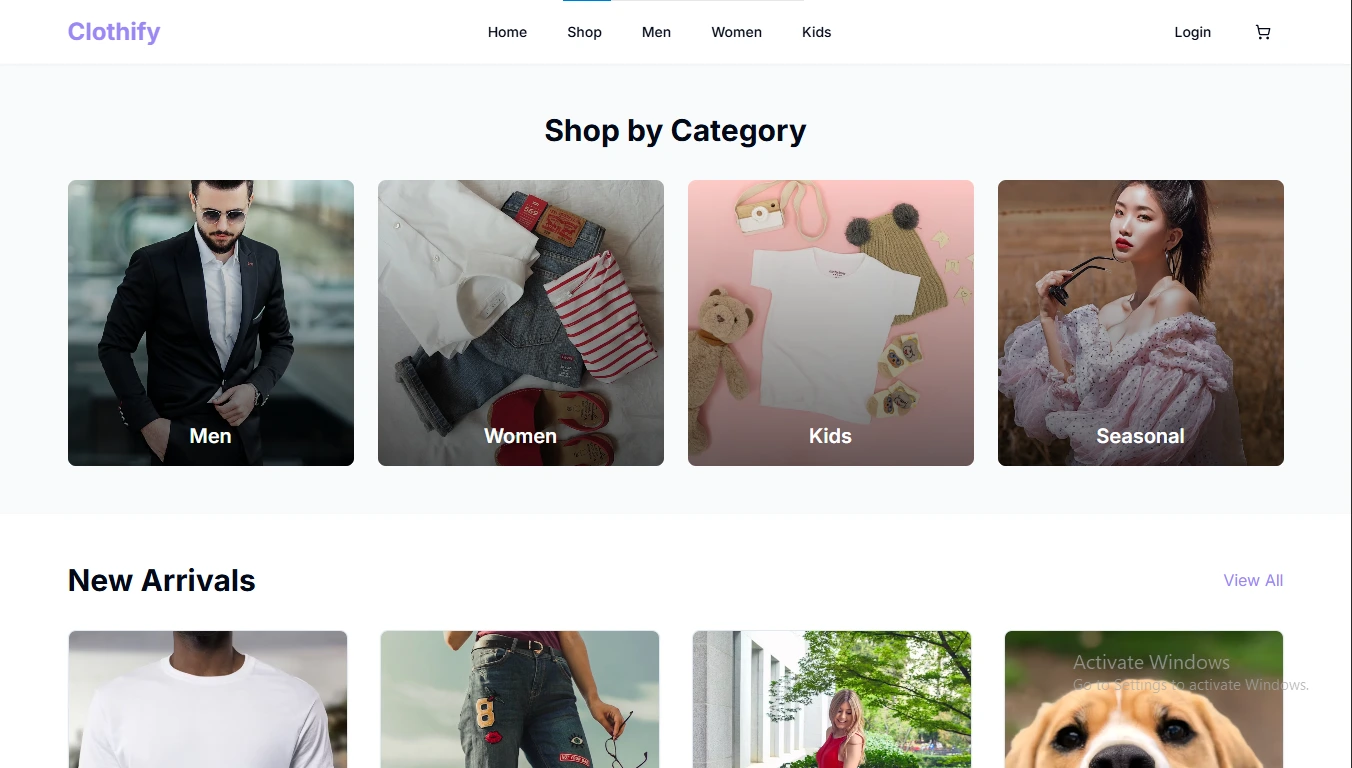 Clothify
Home Shop Men Women Kids
Login
Shop by Category
Men
Women
Kids
Seasonal
New Arrivals
View All
Activate Windows
Go to Settings to activate Windows.